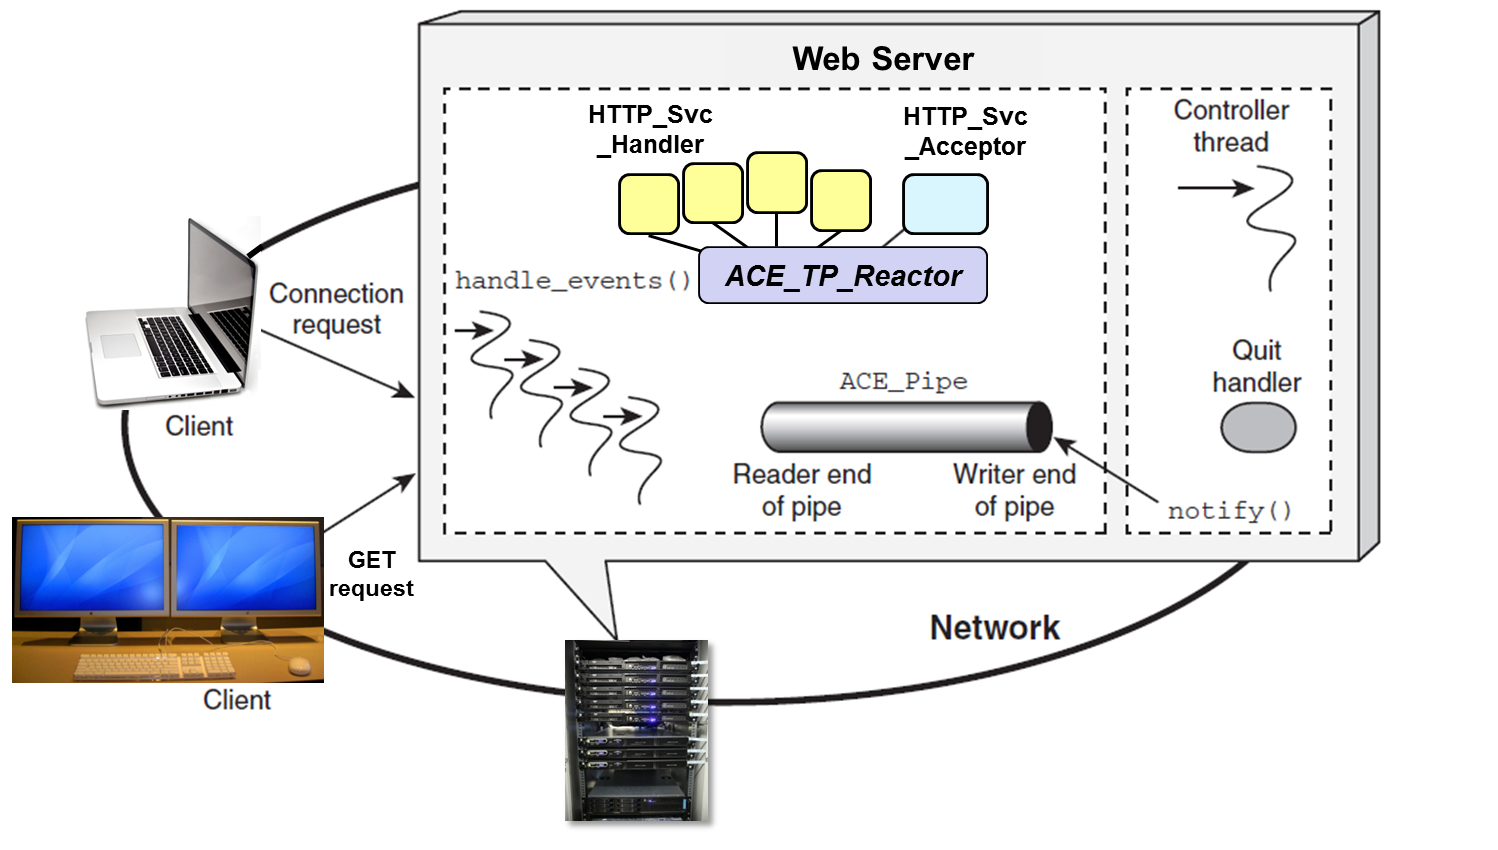 Web Server
HTTP_Svc
_Handler
HTTP_Svc
_Acceptor
Controller
thread
handle_events()
ACE_TP_Reactor
Connection
request
Client
ACE_Pipe
Reader end
of pipe
Writer end
of pipe
Quit
handler
notify()
GET
request
Client
Network